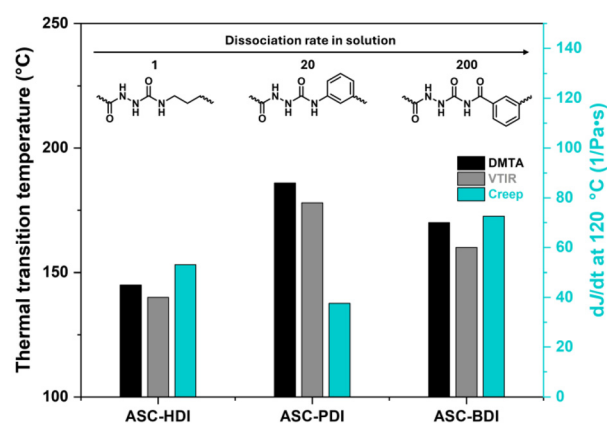 Dissociation rate in solution
1 20 200
O H N N H O N H
O H N N H O N H
O H N N H O N H O
DMTA
VTIR
Creep
Thermal transition temperature (°C)
250
200
150
100
dJ/dt at 120 °C (1/Pa•s)
140
120
100
80
60
40
20
0
ASC-HDI ASC-PDI ASC-BDI